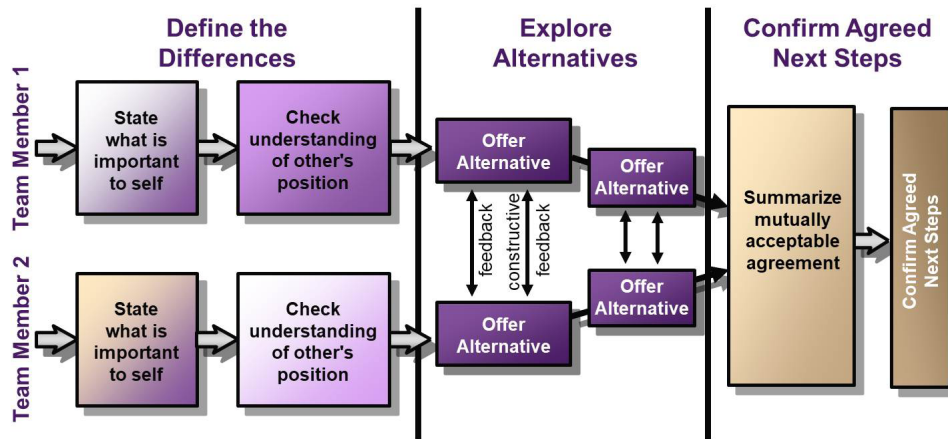 Define the
Differences
Explore
Alternatives
Confirm Agreed
Next Steps
Team Member 1
State
what is
important
to self
Check
understanding
of other's
position
Offer
Alternative
Offer
Alternative
feedback
constructive
feedback
Summarize
mutually
acceptable
agreement
Confirm Agreed
Next Steps
Team Member 2
State
what is
important
to self
Check
understanding
of other's
position
Offer
Alternative
Offer
Alternative